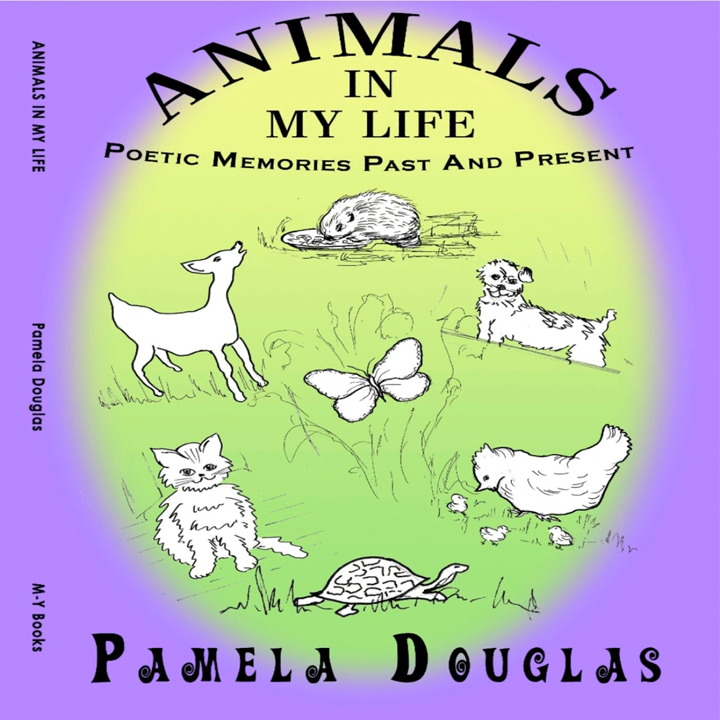 ANIMALS IN MY LIFE
Pamela Douglas
M-Y Books
ANIMALS
IN
MY LIFE
POETIC MEMORIES PAST AND PRESENT
PAMELA DOUGLAS